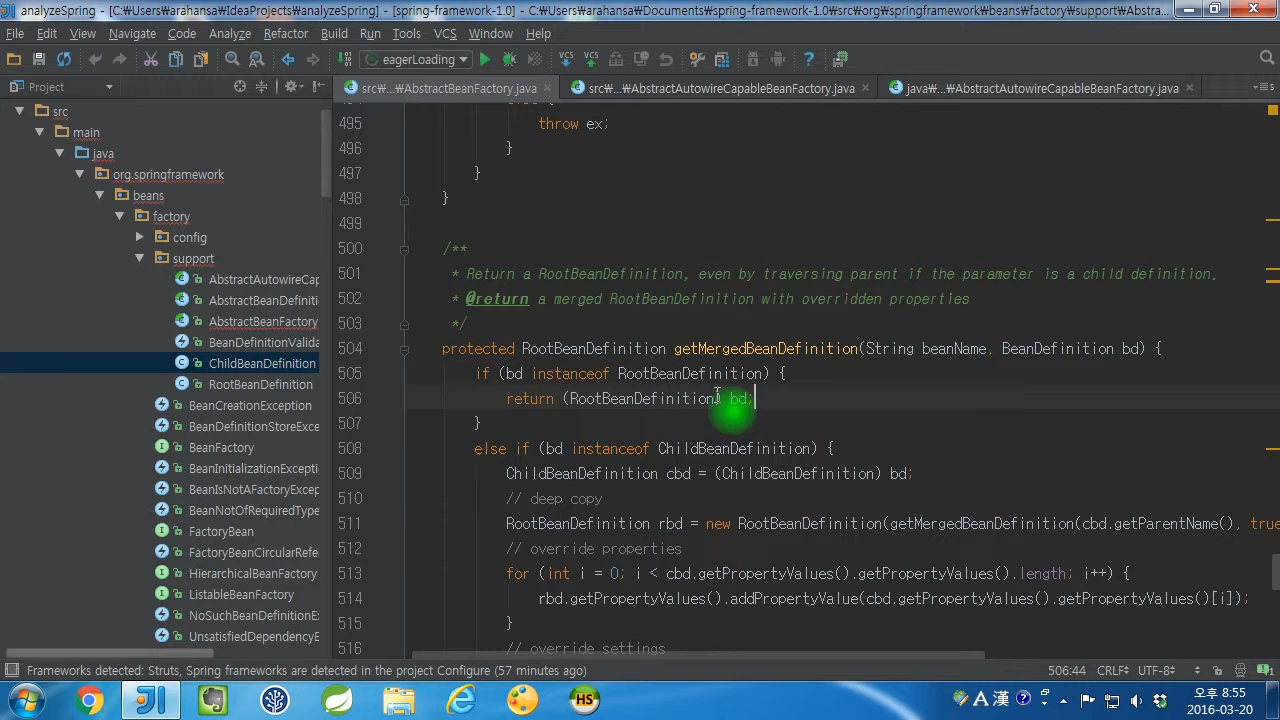 analyzeSpring - [C:₩Users₩arahansa₩IdeaProjects₩analyzeSpring] - [spring-framework-1.0] - C:₩Users₩arahansa₩Documents₩spring-framework-1.0₩src₩org₩springframework₩beans₩factory₩support₩Abstra...
File Edit View Navigate Code Analyze Refactor Build Run Tools VCS Window Help
eagerLoading VCS VCS
Project
src...₩AbstractBeanFactory.java
src₩...₩AbstractAutowireCapableBeanFactory.java
java₩...₩AbstractAutowireCapableBeanFactory.java
src
main
java
org.springframework
beans
factory
config
support
AbstractAutowireCap
AbstractBeanDefiniti
AbstractBeanFactory
BeanDefinitionValida
ChildBeanDefinition
RootBeanDefinition
BeanCreationException
BeanDefinitionStoreExce
BeanFactory
BeanInitializationExcepti
BeanIsNotAFactoryExcep
BeanNotOfRequiredType
FactoryBean
FactoryBeanCircularRefe
HierarchicalBeanFactory
ListableBeanFactory
NoSuchBeanDefinitionEx
UnsatisfiedDependencyE
495 throw ex;
496 }
497 }
498 }
499
500 /**
501 * Return a RootBeanDefinition, even by traversing parent if the parameter is a child definition.
502 * @return a merged RootBeanDefinition with overridden properties
503 */
504 protected RootBeanDefinition getMergedBeanDefinition(String beanName, BeanDefinition bd) {
505 if (bd instanceof RootBeanDefinition) {
506 return (RootBeanDefinition) bd;
507 }
508 else if (bd instanceof ChildBeanDefinition) {
509 ChildBeanDefinition cbd = (ChildBeanDefinition) bd;
510 // deep copy
511 RootBeanDefinition rbd = new RootBeanDefinition(getMergedBeanDefinition(cbd.getParentName(), true
512 // override properties
513 for (int i = 0; i < cbd.getPropertyValues().getPropertyValues().length; i++) {
514 rbd.getPropertyValues().addPropertyValue(cbd.getPropertyValues().getPropertyValues()[i]);
515 }
516 // override settings
Frameworks detected: Struts, Spring frameworks are detected in the project Configure (57 minutes ago)
506:44 CRLF UTF-8 1
JI HS A 漢
오후 8:55
2016-03-20